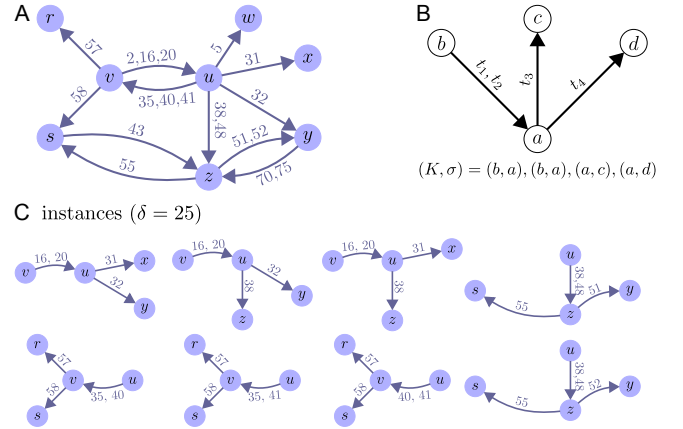 A
r
w
57
5
x
2,16,20
31
v
u
58
35,40,41
38,48
32
s
43
51,52
y
55
z
70,75
B
c
b
d
t₁, t₂
t₃
t₄
a
(K, σ) = (b, a), (b, a), (a, c), (a, d)
C instances (δ = 25)
v 16, 20 u 31 x
32
y
v 16, 20 u
38
32
z
y
v 16, 20 u 31 x
38
z
u
38,48
s
55
z
51
y
r
57
v
58
35, 40
u
s
r
57
v
58
35, 41
u
s
r
57
v
58
40, 41
u
s
u
38,48
s
55
z
52
y